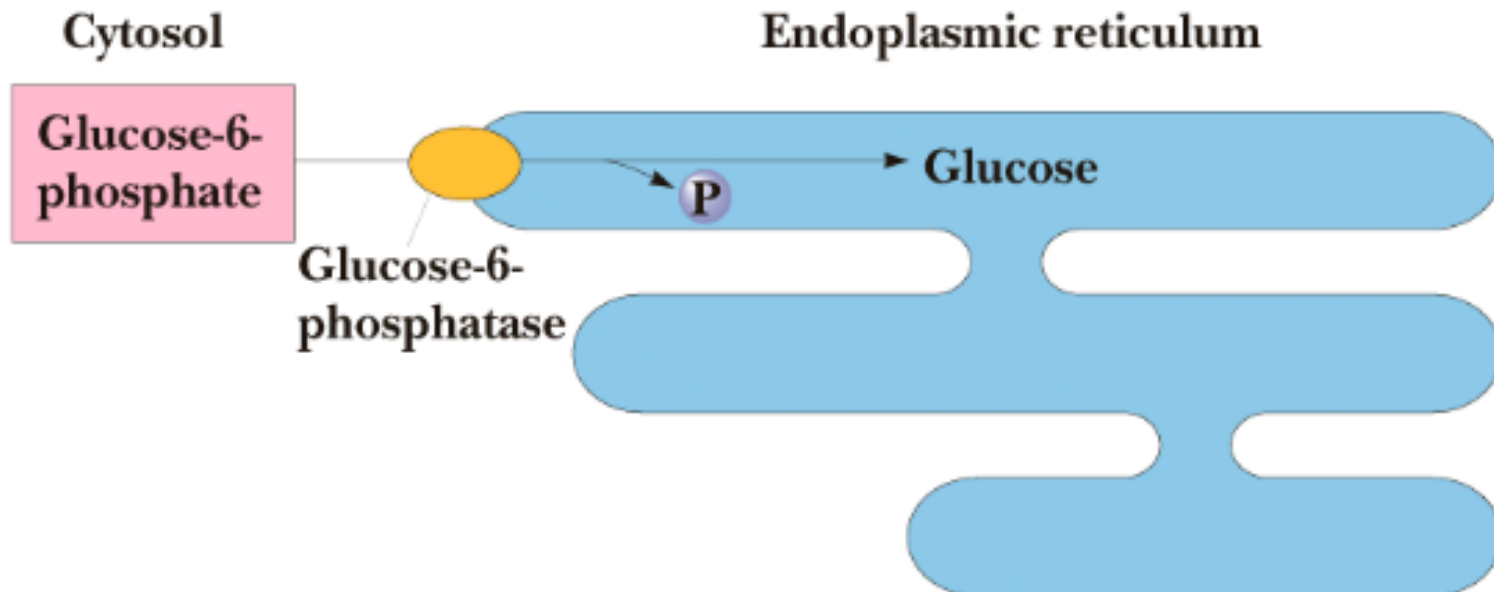 Cytosol
Endoplasmic reticulum
Glucose-6-
phosphate
Glucose
P
Glucose-6-
phosphatase